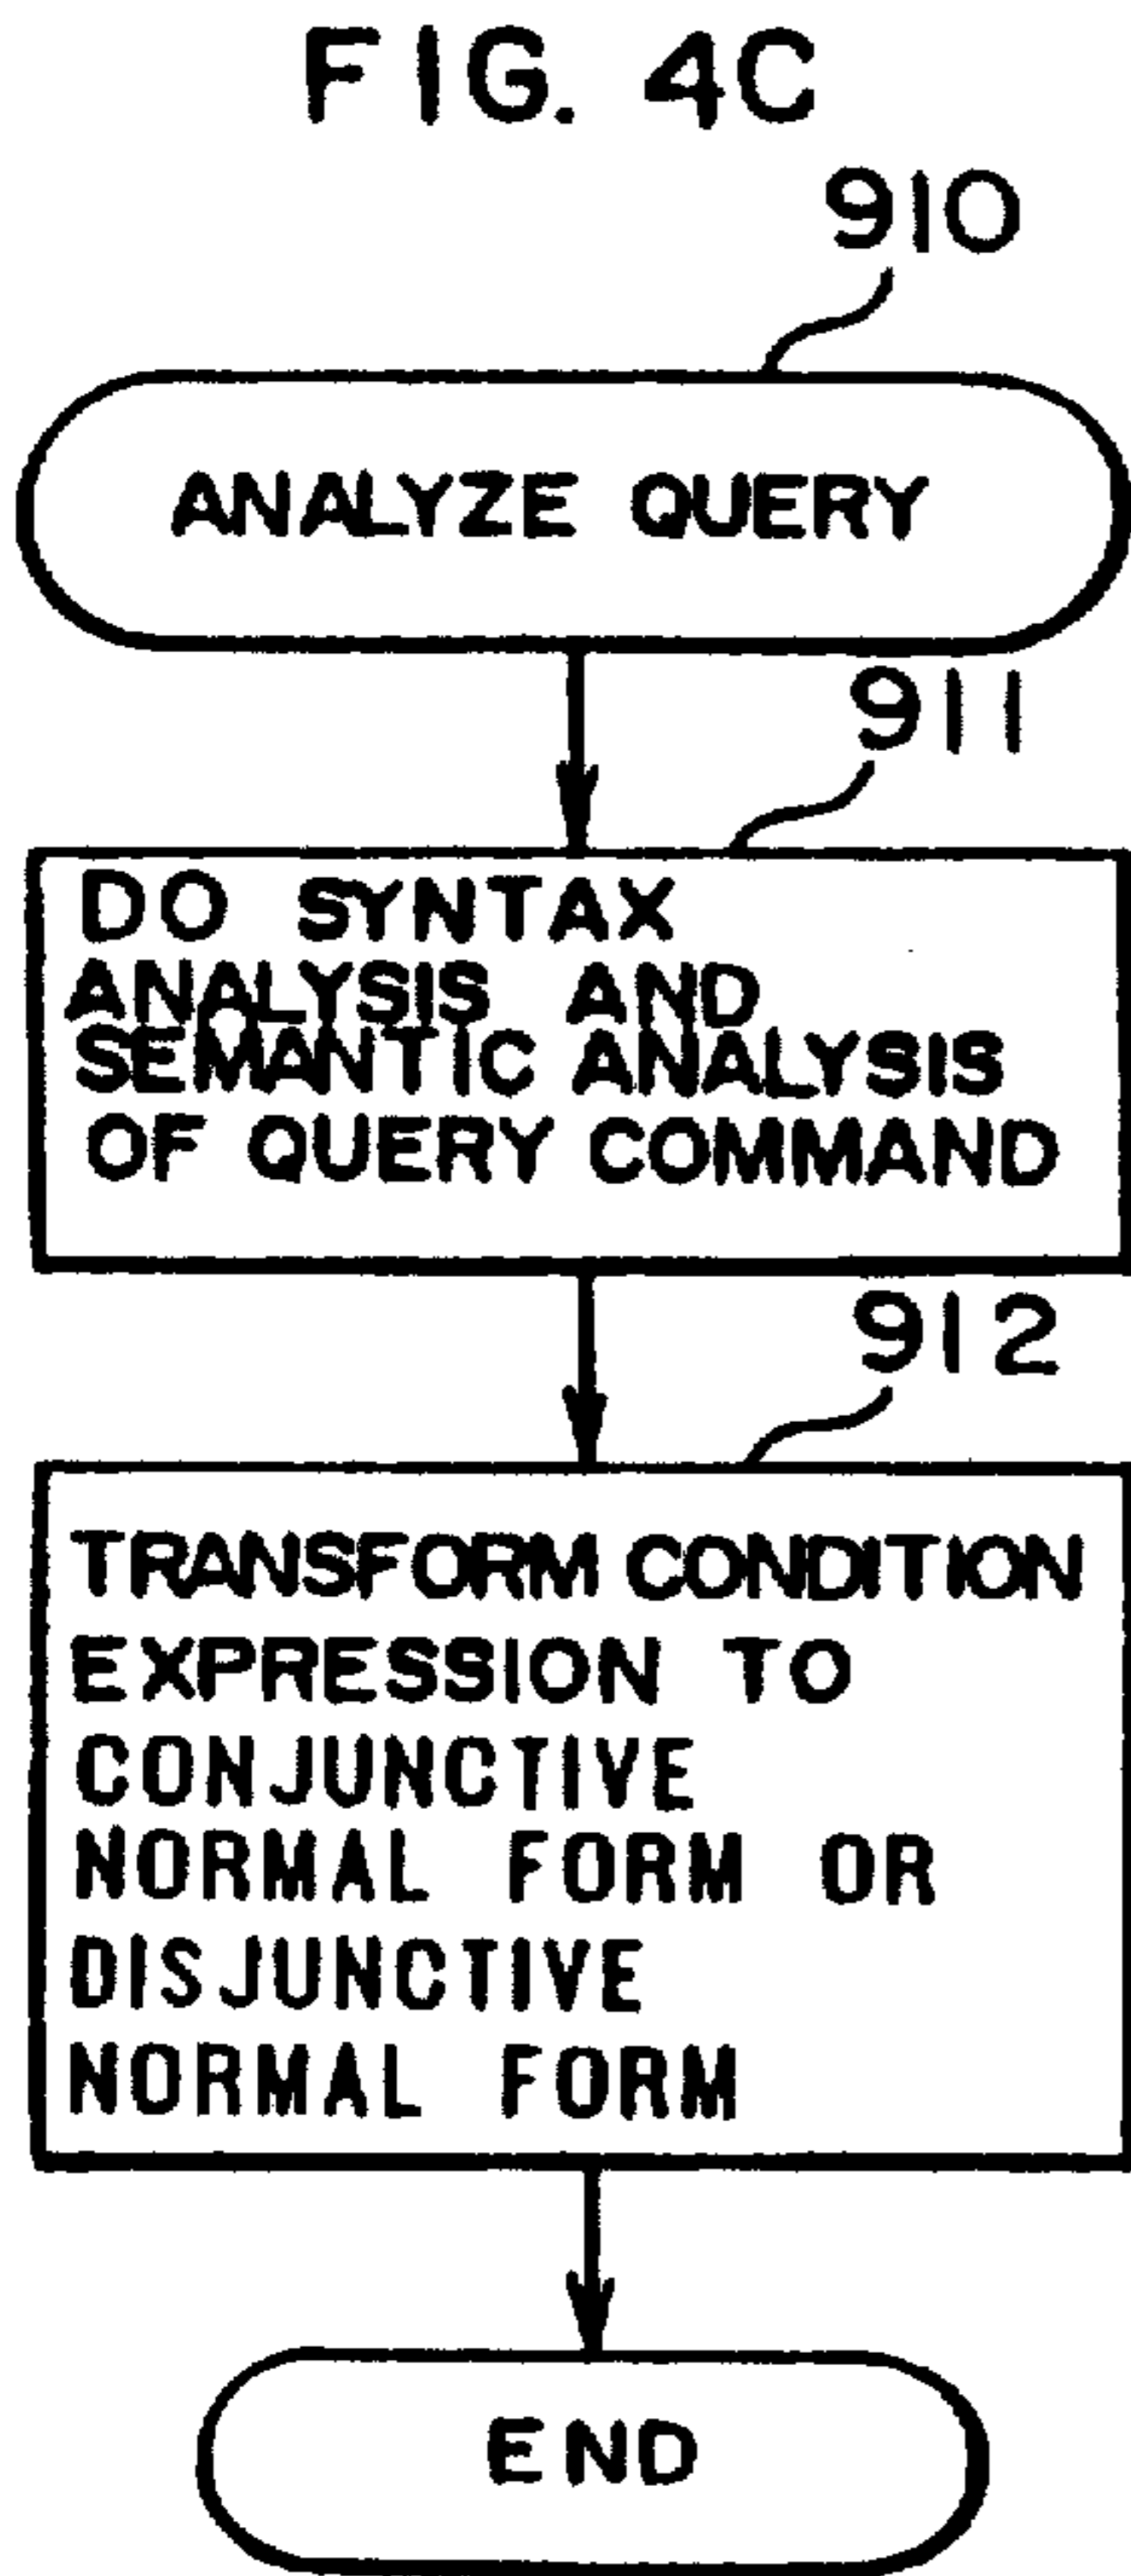 FIG. 4C
910
ANALYZE QUERY
911
DO SYNTAX
ANALYSIS AND
SEMANTIC ANALYSIS
OF QUERY COMMAND
912
TRANSFORM CONDITION
EXPRESSION TO
CONJUNCTIVE
NORMAL FORM OR
DISJUNCTIVE
NORMAL FORM
END